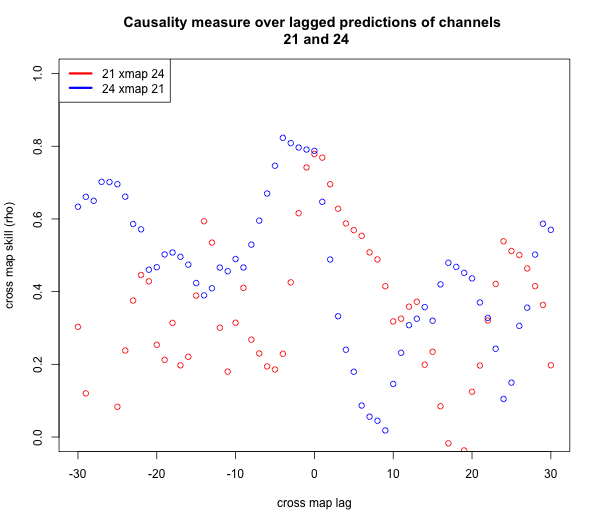 Causality measure over lagged predictions of channels
21 and 24
21 xmap 24
24 xmap 21
cross map skill (rho)
1.0
0.8
0.6
0.4
0.2
0.0
-30 -20 -10 0 10 20 30
cross map lag